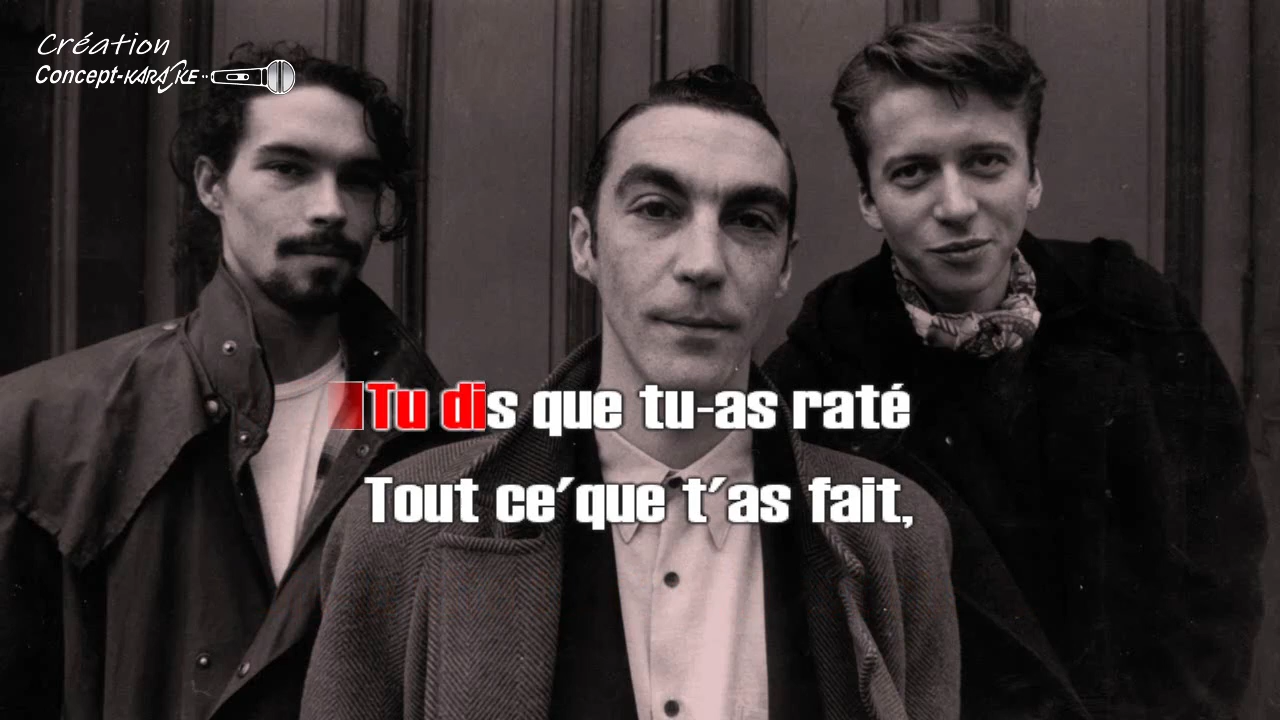 Création
Concept-KARAOKE
Tu dis que tu-as raté
Tout ce'que t'as fait,